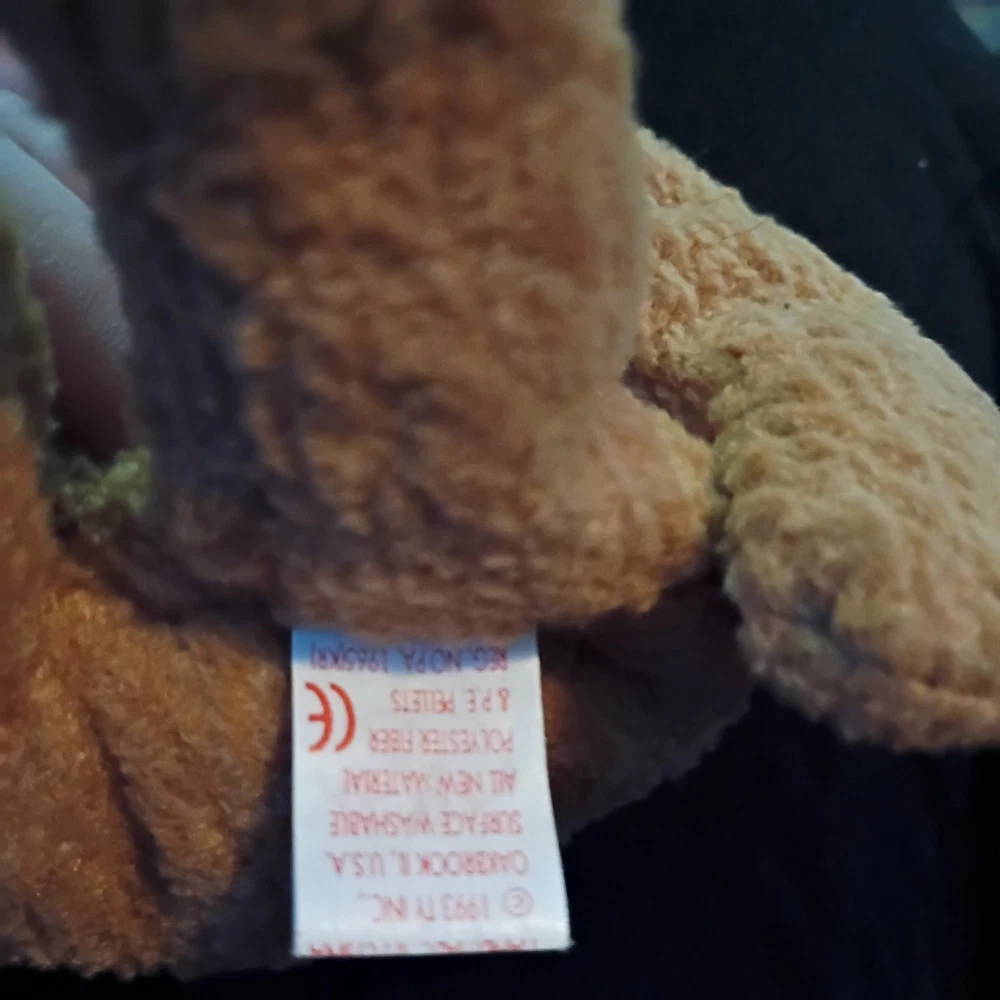 © 1993 TY INC.,
OAKBROOK IL, U.S.A.
SURFACE WASHABLE
ALL NEW MATERIAL
POLYESTER FIBER
& P.E. PELLETS CE
REG. NO PA. 1965(KR)